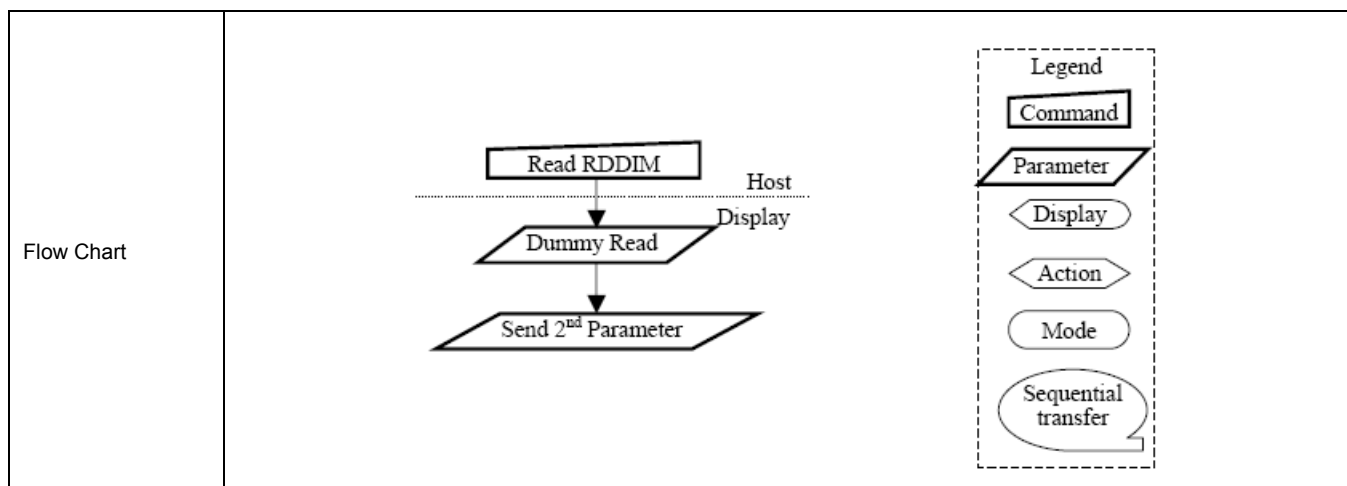 Flow Chart
Read RDDIM
Host
Display
Dummy Read
Send 2nd Parameter
Legend
Command
Parameter
Display
Action
Mode
Sequential
transfer